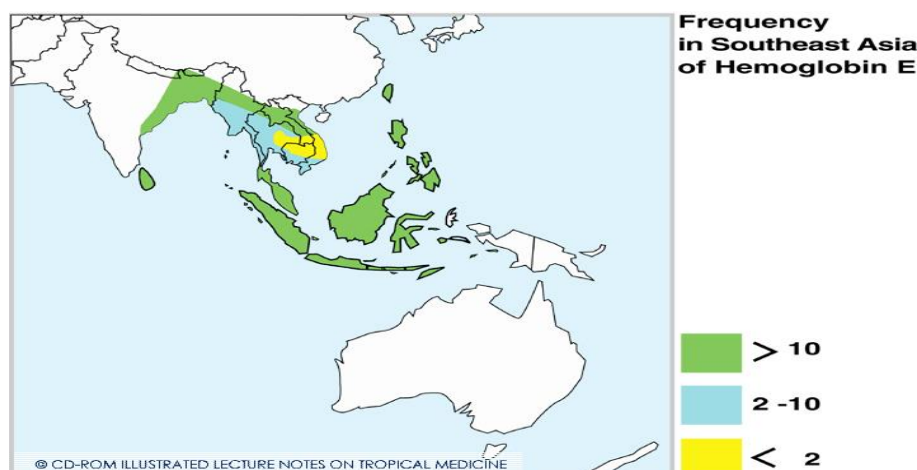 Frequency
in Southeast Asia
of Hemoglobin E
> 10
2 -10
< 2
© CD-ROM ILLUSTRATED LECTURE NOTES ON TROPICAL MEDICINE